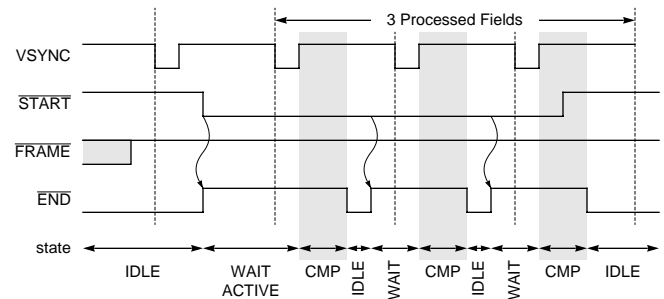 3 Processed Fields
VSYNC
START
FRAME
END
state
IDLE
WAIT
ACTIVE
CMP
IDLE
WAIT
CMP
IDLE
WAIT
CMP
IDLE